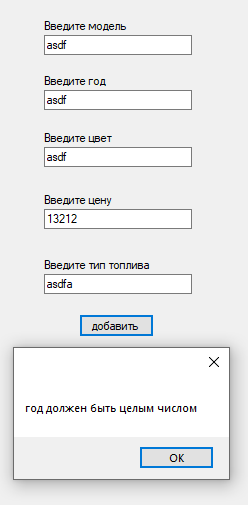 Введите модель
asdf
Введите год
asdf
Введите цвет
asdf
Введите цену
13212
Введите тип топлива
asdfa
добавить
год должен быть целым числом
OK